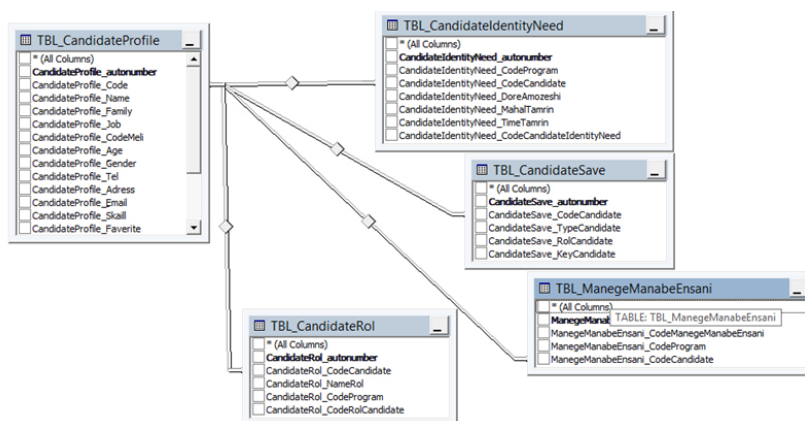 TBL_CandidateProfile
* (All Columns)
CandidateProfile_autonumber
CandidateProfile_Code
CandidateProfile_Name
CandidateProfile_Family
CandidateProfile_Job
CandidateProfile_CodeMeli
CandidateProfile_Age
CandidateProfile_Gender
CandidateProfile_Tel
CandidateProfile_Adress
CandidateProfile_Email
CandidateProfile_Skaill
CandidateProfile_Faverite
TBL_CandidateIdentityNeed
* (All Columns)
CandidateIdentityNeed_autonumber
CandidateIdentityNeed_CodeProgram
CandidateIdentityNeed_CodeCandidate
CandidateIdentityNeed_DoreAmozeshi
CandidateIdentityNeed_MahalTamrin
CandidateIdentityNeed_TimeTamrin
CandidateIdentityNeed_CodeCandidateIdentityNeed
TBL_CandidateSave
* (All Columns)
CandidateSave_autonumber
CandidateSave_CodeCandidate
CandidateSave_TypeCandidate
CandidateSave_RolCandidate
CandidateSave_KeyCandidate
TBL_ManegeManabeEnsani
* (All Columns)
TABLE: TBL_ManegeManabeEnsani
ManegeManabeEnsani_CodeManegeManabeEnsani
ManegeManabeEnsani_CodeProgram
ManegeManabeEnsani_CodeCandidate
TBL_CandidateRol
* (All Columns)
CandidateRol_autonumber
CandidateRol_CodeCandidate
CandidateRol_NameRol
CandidateRol_CodeProgram
CandidateRol_CodeRolCandidate